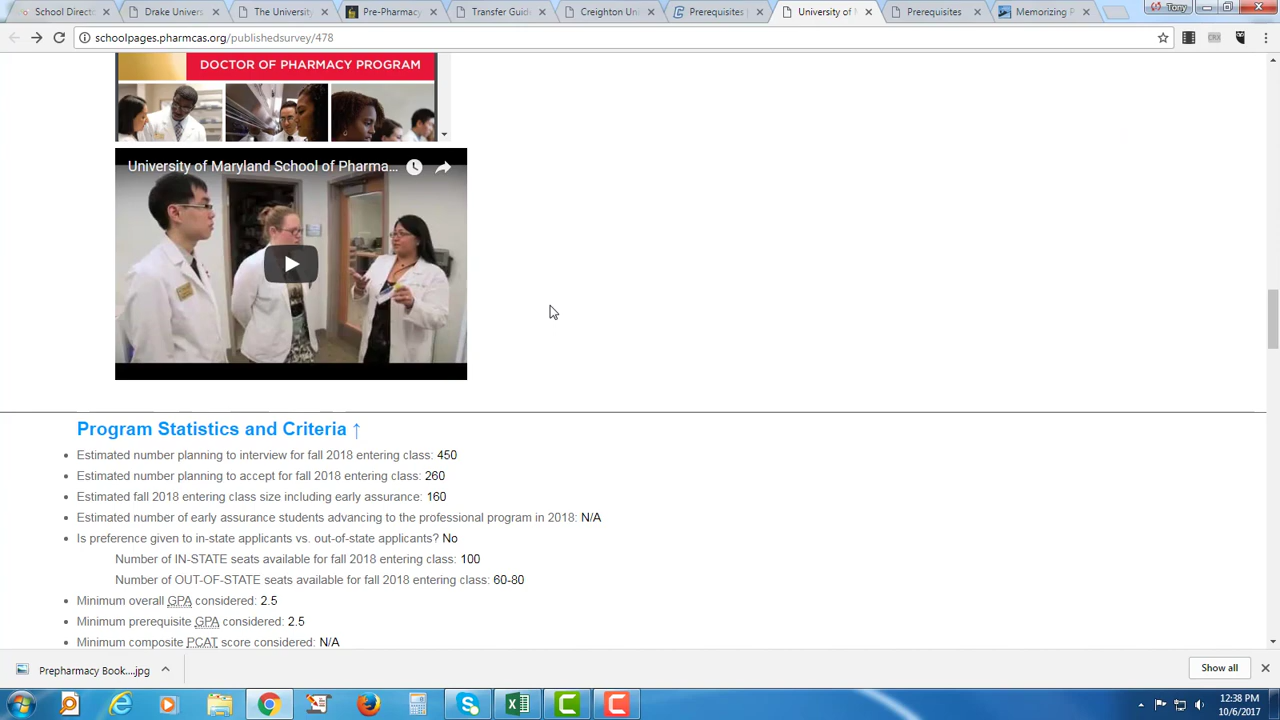 School Direct
Drake Univers
The University
Pre-Pharmacy
Transfer Guide
Creighton Uni
Prerequisites |
University of M
Prerequisites
Memorizing P
Tony
schoolpages.pharmcas.org/publishedsurvey/478
DOCTOR OF PHARMACY PROGRAM
University of Maryland School of Pharma...
Program Statistics and Criteria ↑
Estimated number planning to interview for fall 2018 entering class: 450
Estimated number planning to accept for fall 2018 entering class: 260
Estimated fall 2018 entering class size including early assurance: 160
Estimated number of early assurance students advancing to the professional program in 2018: N/A
Is preference given to in-state applicants vs. out-of-state applicants? No
Number of IN-STATE seats available for fall 2018 entering class: 100
Number of OUT-OF-STATE seats available for fall 2018 entering class: 60-80
Minimum overall GPA considered: 2.5
Minimum prerequisite GPA considered: 2.5
Minimum composite PCAT score considered: N/A
Prepharmacy Book....jpg
Show all
12:38 PM
10/6/2017